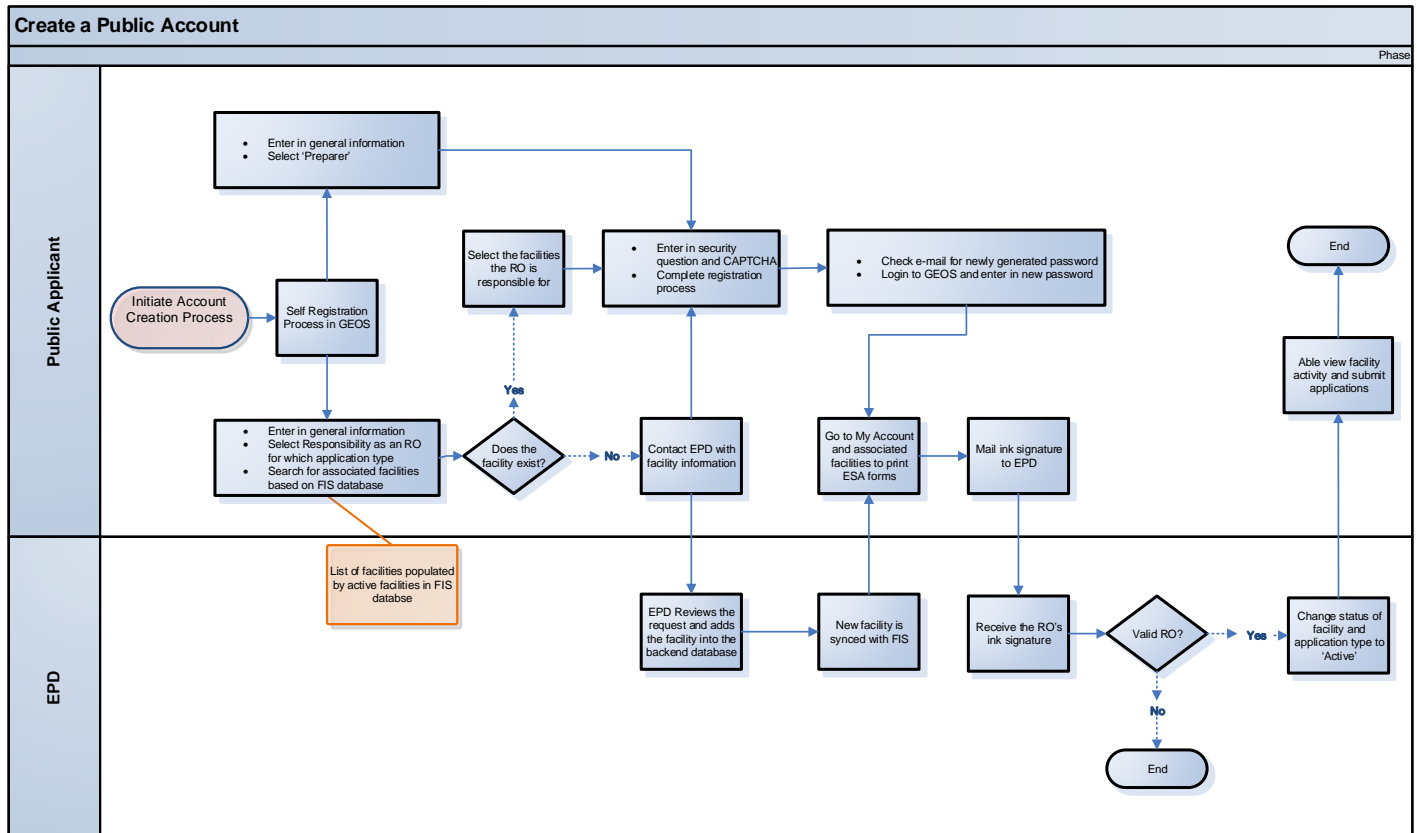 Create a Public Account
Phase
Public Applicant
• Enter in general information
• Select ‘Preparer’
Initiate Account
Creation Process
Self Registration
Process in GEOS
• Enter in general information
• Select Responsibility as an RO
for which application type
• Search for associated facilities
based on FIS database
Select the facilities
the RO is
responsible for
Yes
Does the
facility exist?
No
• Enter in security
question and CAPTCHA
• Complete registration
process
Contact EPD with
facility information
• Check e-mail for newly generated password
• Login to GEOS and enter in new password
Go to My Account
and associated
facilities to print
ESA forms
Mail ink signature
to EPD
End
Able view facility
activity and submit
applications
EPD
List of facilities populated
by active facilities in FIS
databse
EPD Reviews the
request and adds
the facility into the
backend database
New facility is
synced with FIS
Receive the RO’s
ink signature
Valid RO?
Yes
No
Change status of
facility and
application type to
‘Active’
End